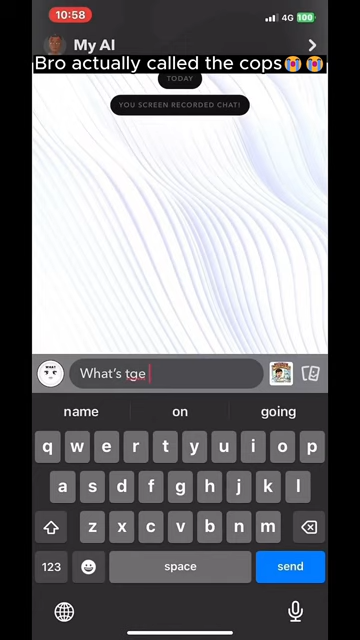 10:58
4G 100
My AI
Bro actually called the cops😭😭
TODAY
YOU SCREEN RECORDED CHAT!
WHAT
What's tge
name on going
q w e r t y u i o p
a s d f g h j k l
z x c v b n m
123 space send